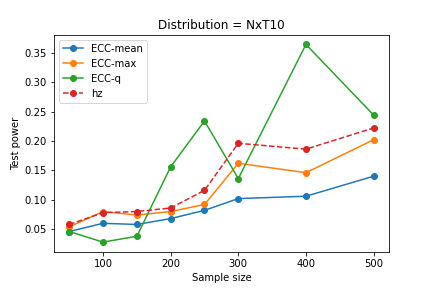 Distribution = NxT10
ECC-mean
ECC-max
ECC-q
hz
Test power
0.35
0.30
0.25
0.20
0.15
0.10
0.05
100 200 300 400 500
Sample size